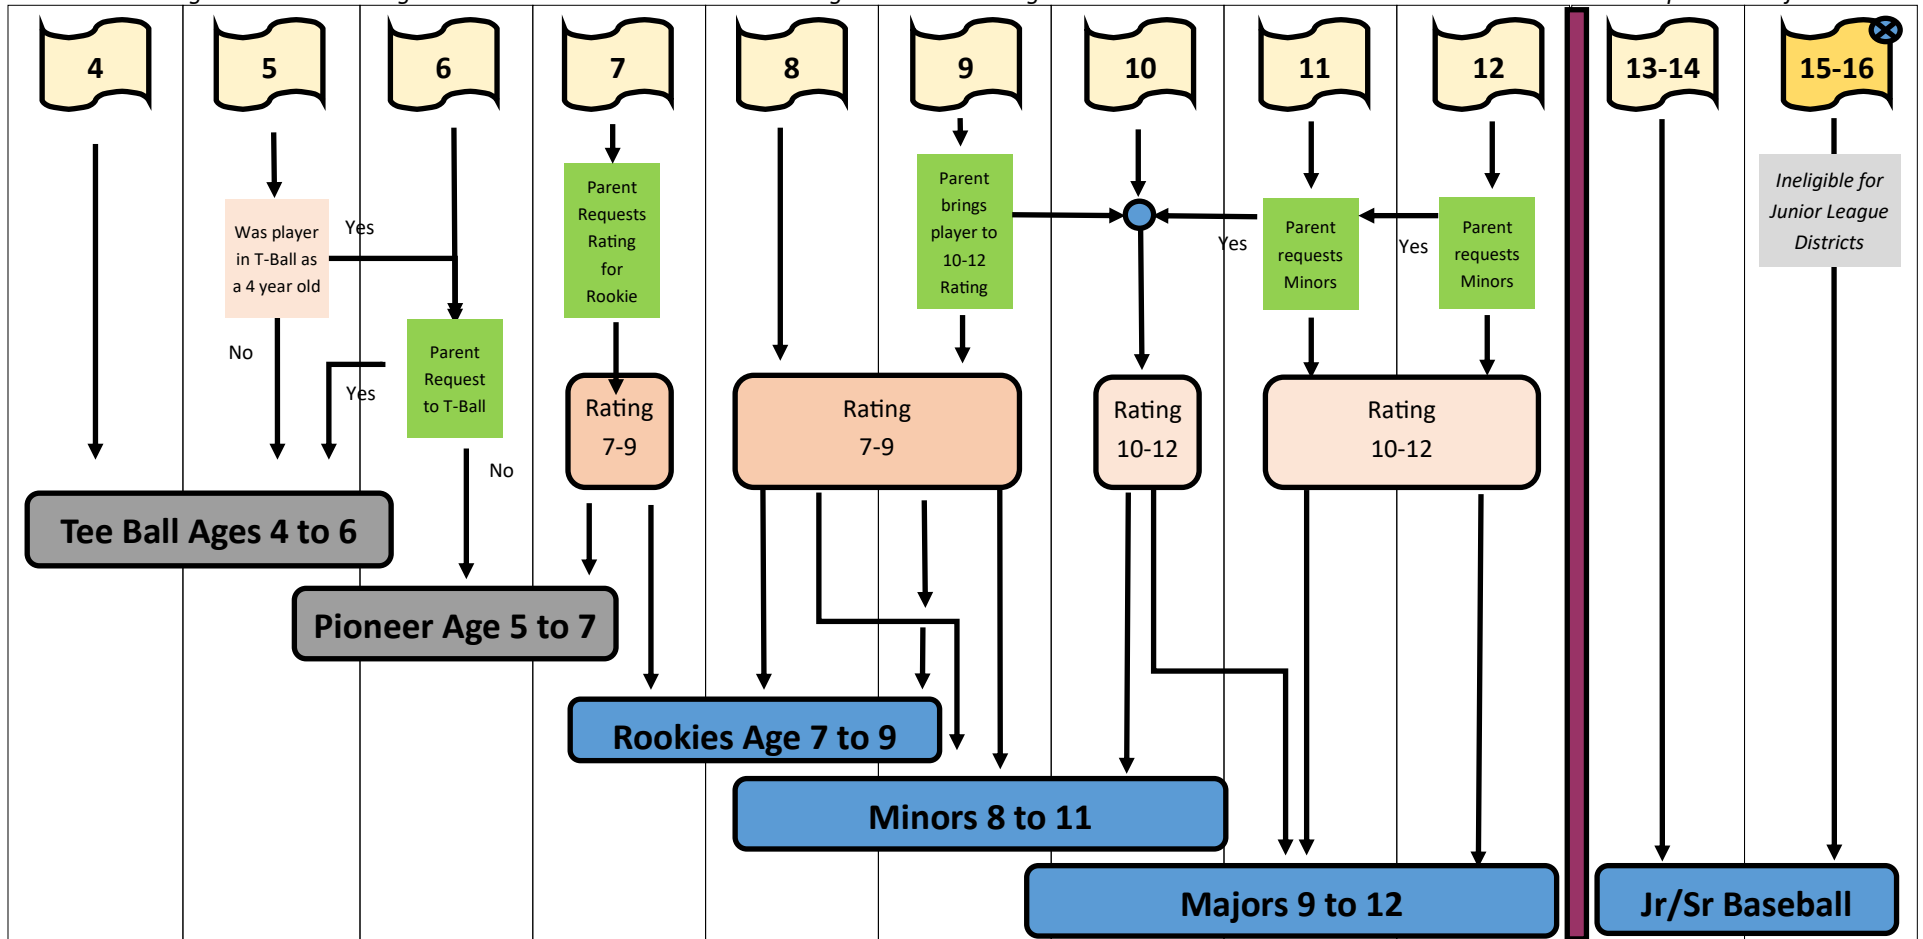 4
5
6
7
8
9
10
11
12
13-14
15-16
Was player
in T-Ball as
a 4 year old
Yes
No
Parent
Request
to T-Ball
Yes
No
Parent
Requests
Rating
for
Rookie
Parent
brings
player to
10-12
Rating
Yes
Parent
requests
Minors
Yes
Parent
requests
Minors
Ineligible for
Junior League
Districts
Rating
7-9
Rating
7-9
Rating
10-12
Rating
10-12
Tee Ball Ages 4 to 6
Pioneer Age 5 to 7
Rookies Age 7 to 9
Minors 8 to 11
Majors 9 to 12
Jr/Sr Baseball